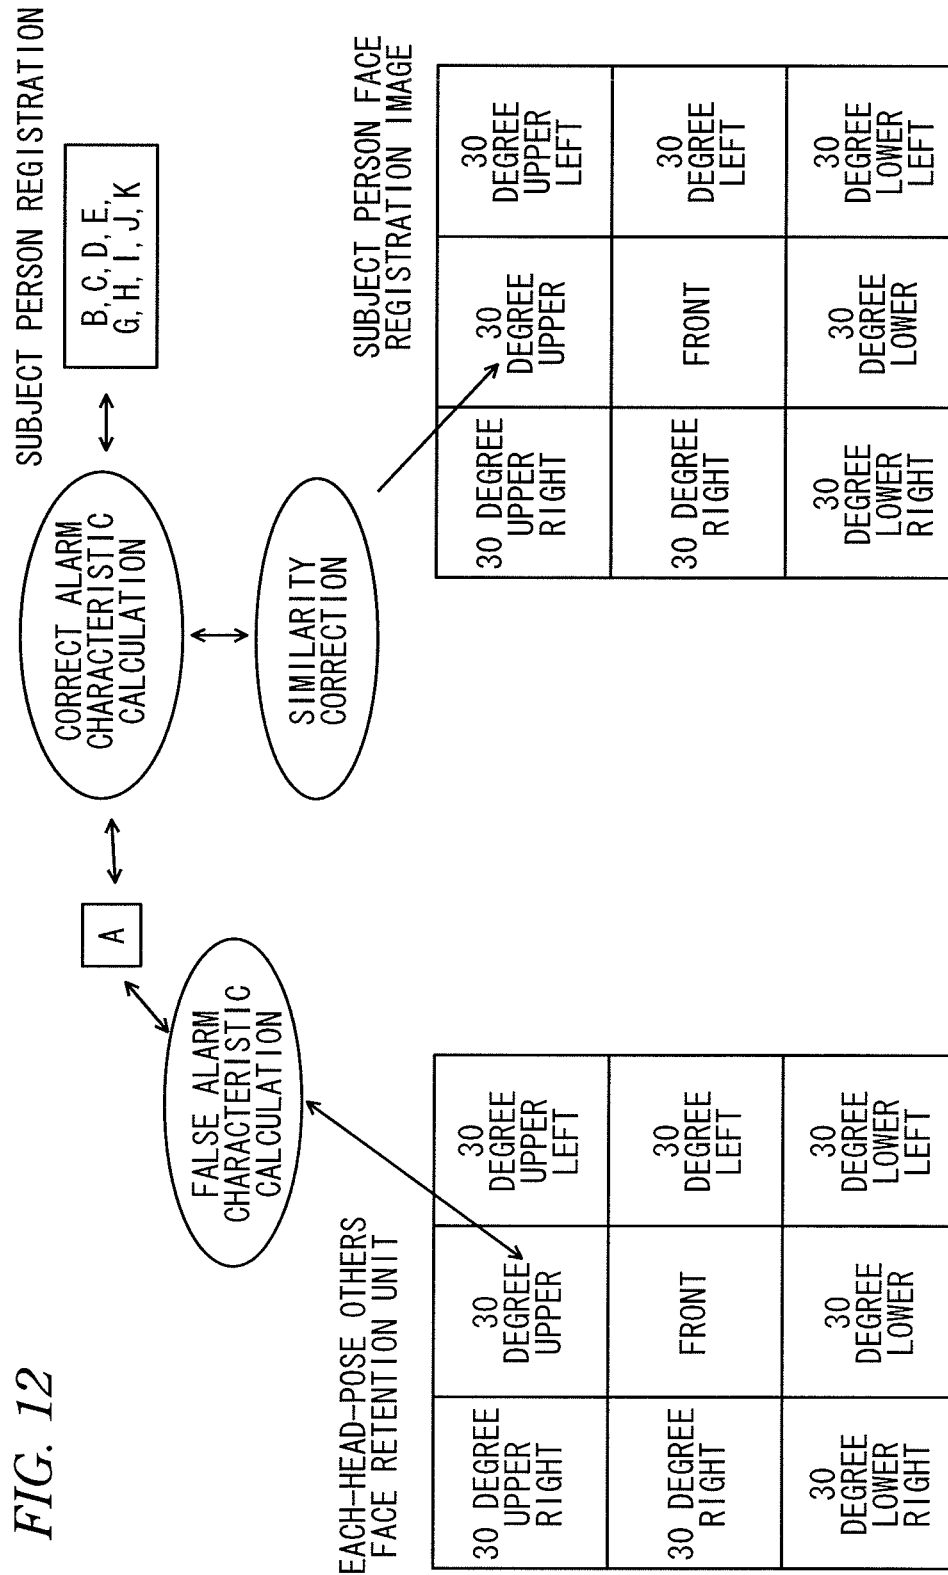 FIG. 12
SUBJECT PERSON REGISTRATION
B, C, D, E,
G, H, I, J, K
CORRECT ALARM
CHARACTERISTIC
CALCULATION
A
FALSE ALARM
CHARACTERISTIC
CALCULATION
SIMILARITY
CORRECTION
EACH-HEAD-POSE OTHERS
FACE RETENTION UNIT
30 DEGREE
UPPER
RIGHT
30
DEGREE
UPPER
30
DEGREE
UPPER
LEFT
30 DEGREE
RIGHT
FRONT
30
DEGREE
LEFT
30
DEGREE
LOWER
RIGHT
30
DEGREE
LOWER
30
DEGREE
LOWER
LEFT
SUBJECT PERSON FACE
REGISTRATION IMAGE
30 DEGREE
UPPER
RIGHT
30
DEGREE
UPPER
30
DEGREE
UPPER
LEFT
30 DEGREE
RIGHT
FRONT
30
DEGREE
LEFT
30
DEGREE
LOWER
RIGHT
30
DEGREE
LOWER
30
DEGREE
LOWER
LEFT